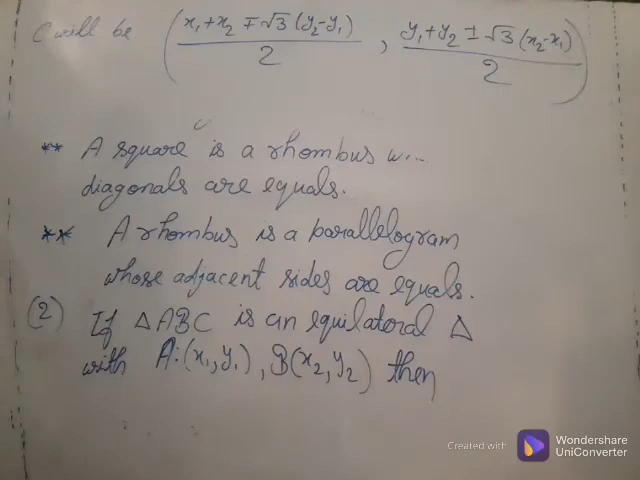 C will be ( x₁+x₂ ∓ √3 (y₂-y₁) / 2 , y₁+y₂ ± √3 (x₂-x₁) / 2 )
** A square is a rhombus
diagonals are equals.
** A rhombus is a parallelogram
whose adjacent sides are equals.
(2) If △ABC is an equilateral △
with A:(x₁,y₁), B(x₂,y₂) then
Created with Wondershare
UniConverter